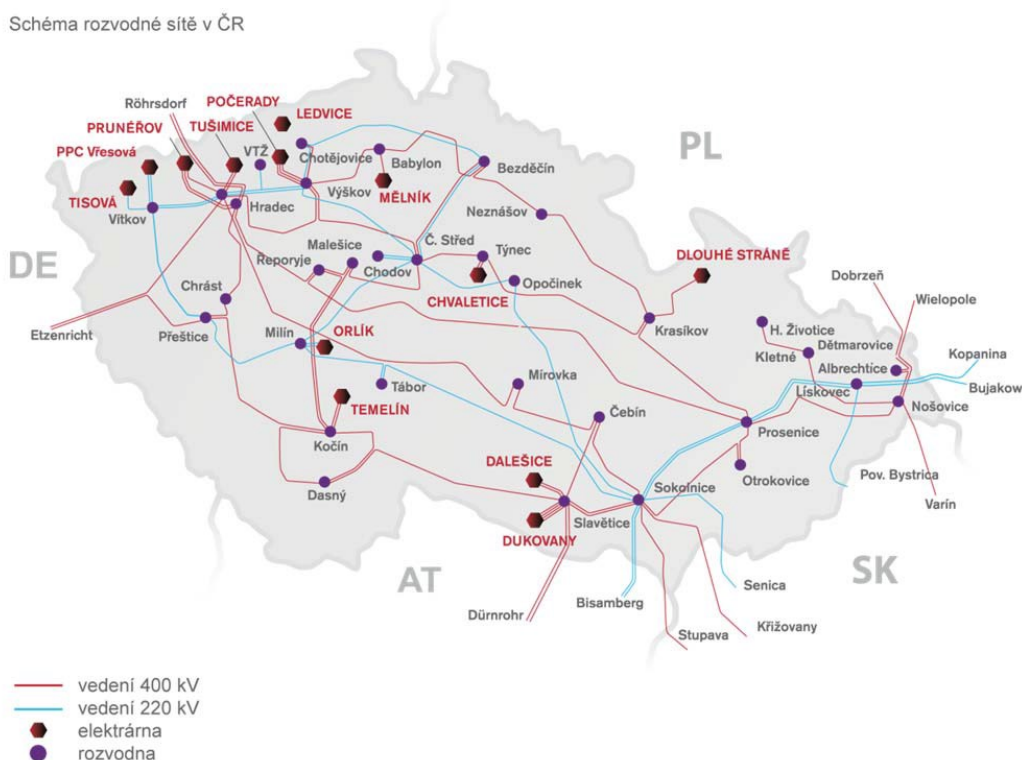 Schéma rozvodné sítě v ČR
Röhrsdorf
POČERADY
LEDVICE
PRUNÉŘOV
TUŠIMICE
PPC Vřesová
VTŽ
Chotějovice
Babylon
Bezděčín
PL
TISOVÁ
Výškov
MĚLNÍK
Vítkov
Hradec
Neznášov
DE
Malešice
Č. Střed
Týnec
Řeporyje
Chodov
DLOUHÉ STRÁNĚ
Dobrzeń
Chrást
CHVALETICE
Opočinek
Wielopole
Etzenricht
Přeštice
Milín
ORLÍK
Krasíkov
H. Životice
Dětmarovice
Kletné
Kopanina
Albrechtice
Tábor
Mírovka
Lískovec
Bujakow
TEMELÍN
Čebín
Nošovice
Kočín
Prosenice
DALEŠICE
Otrokovice
Pov. Bystrica
Dasný
Sokolnice
Varín
Slavětice
DUKOVANY
AT
SK
Senica
Bisamberg
Dürnrohr
Křižovany
Stupava
vedení 400 kV
vedení 220 kV
elektrárna
rozvodna